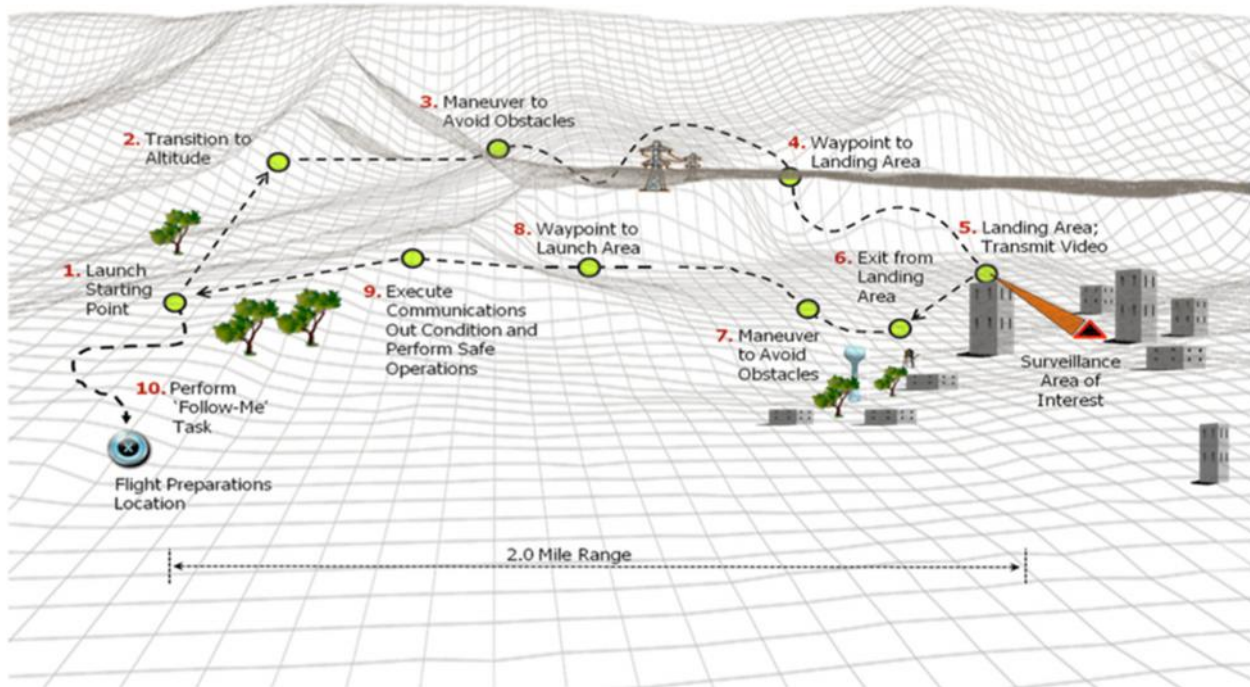 1. Launch
Starting
Point
2. Transition to
Altitude
3. Maneuver to
Avoid Obstacles
4. Waypoint to
Landing Area
5. Landing Area;
Transmit Video
6. Exit from
Landing
Area
7. Maneuver
to Avoid
Obstacles
8. Waypoint to
Launch Area
9. Execute
Communications
Out Condition and
Perform Safe
Operations
10. Perform
'Follow-Me'
Task
Flight Preparations
Location
Surveillance
Area of
Interest
2.0 Mile Range
X